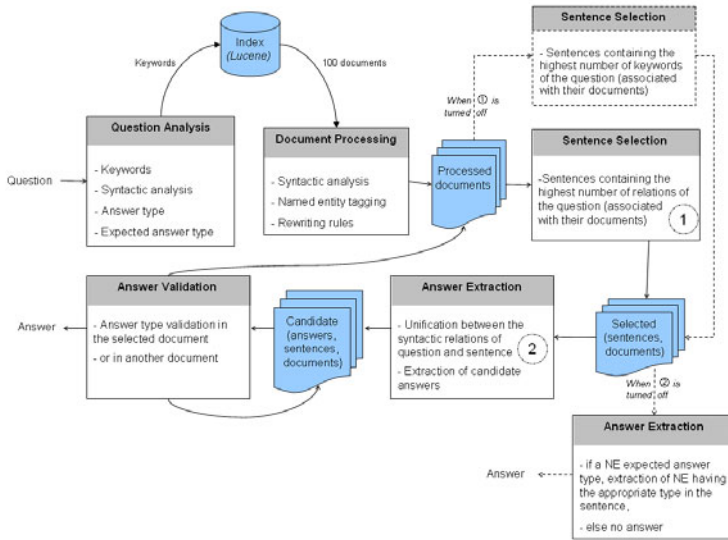 Sentence Selection
- Sentences containing the
highest number of keywords
of the question (associated
with their documents)
Index
(Lucene)
Keywords
100 documents
When ① is
turned off
Question Analysis
- Keywords
- Syntactic analysis
- Answer type
- Expected answer type
Question
Document Processing
- Syntactic analysis
- Named entity tagging
- Rewriting rules
Processed
documents
Sentence Selection
-Sentences containing the
highest number of relations of
the question (associated
with their documents)
1
Answer Validation
- Answer type validation in
the selected document
- or in another document
Answer
Candidate
(answers,
sentences,
documents)
Answer Extraction
- Unification between the
syntactic relations of
question and sentence
- Extraction of candidate
answers
2
Selected
(sentences,
documents)
When ② is
turned off
Answer Extraction
- if a NE expected answer
type, extraction of NE having
the appropriate type in the
sentence,
- else no answer
Answer